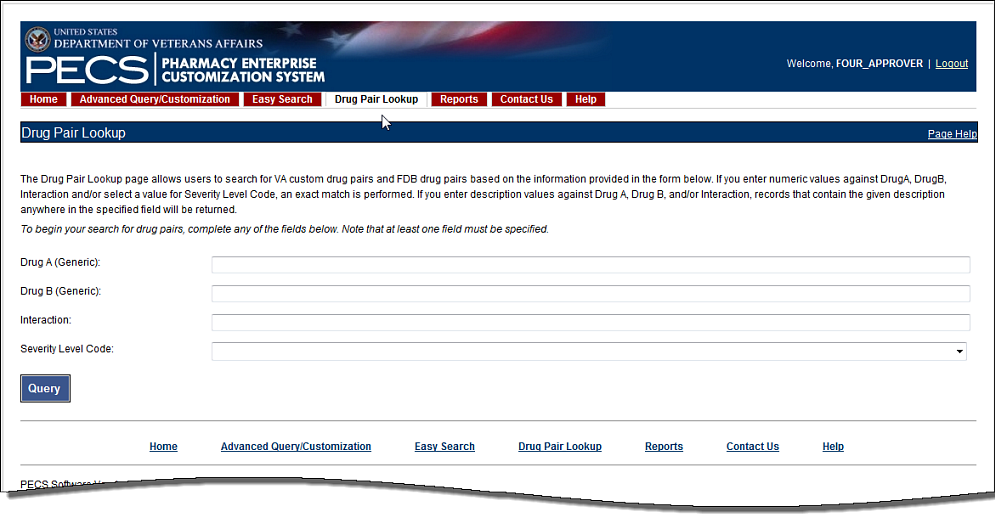 UNITED STATES
DEPARTMENT OF VETERANS AFFAIRS
PECS PHARMACY ENTERPRISE
CUSTOMIZATION SYSTEM
Welcome, FOUR_APPROVER | Logout
Home Advanced Query/Customization Easy Search Drug Pair Lookup Reports Contact Us Help
Drug Pair Lookup Page Help
The Drug Pair Lookup page allows users to search for VA custom drug pairs and FDB drug pairs based on the information provided in the form below. If you enter numeric values against DrugA, DrugB,
Interaction and/or select a value for Severity Level Code, an exact match is performed. If you enter description values against Drug A, Drug B, and/or Interaction, records that contain the given description
anywhere in the specified field will be returned.
To begin your search for drug pairs, complete any of the fields below. Note that at least one field must be specified.
Drug A (Generic):
Drug B (Generic):
Interaction:
Severity Level Code:
Query
Home Advanced Query/Customization Easy Search Drug Pair Lookup Reports Contact Us Help
PECS Software